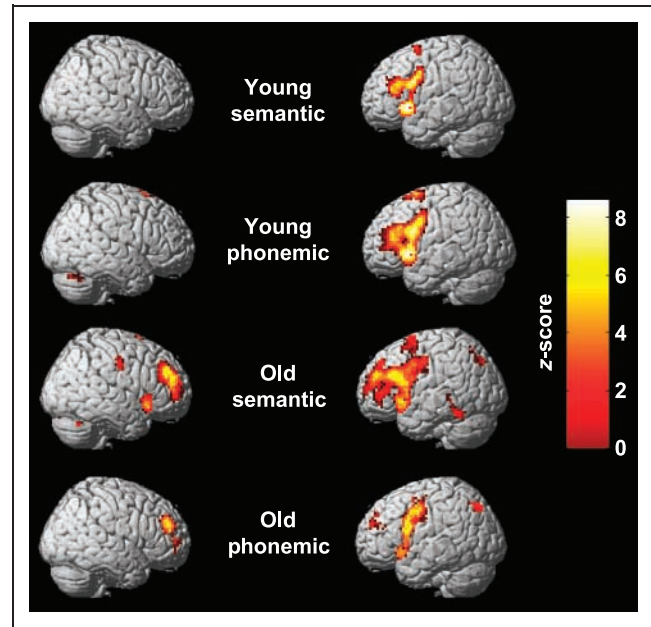 Young
semantic
Young
phonemic
Old
semantic
Old
phonemic
8
6
4
2
0
z-score